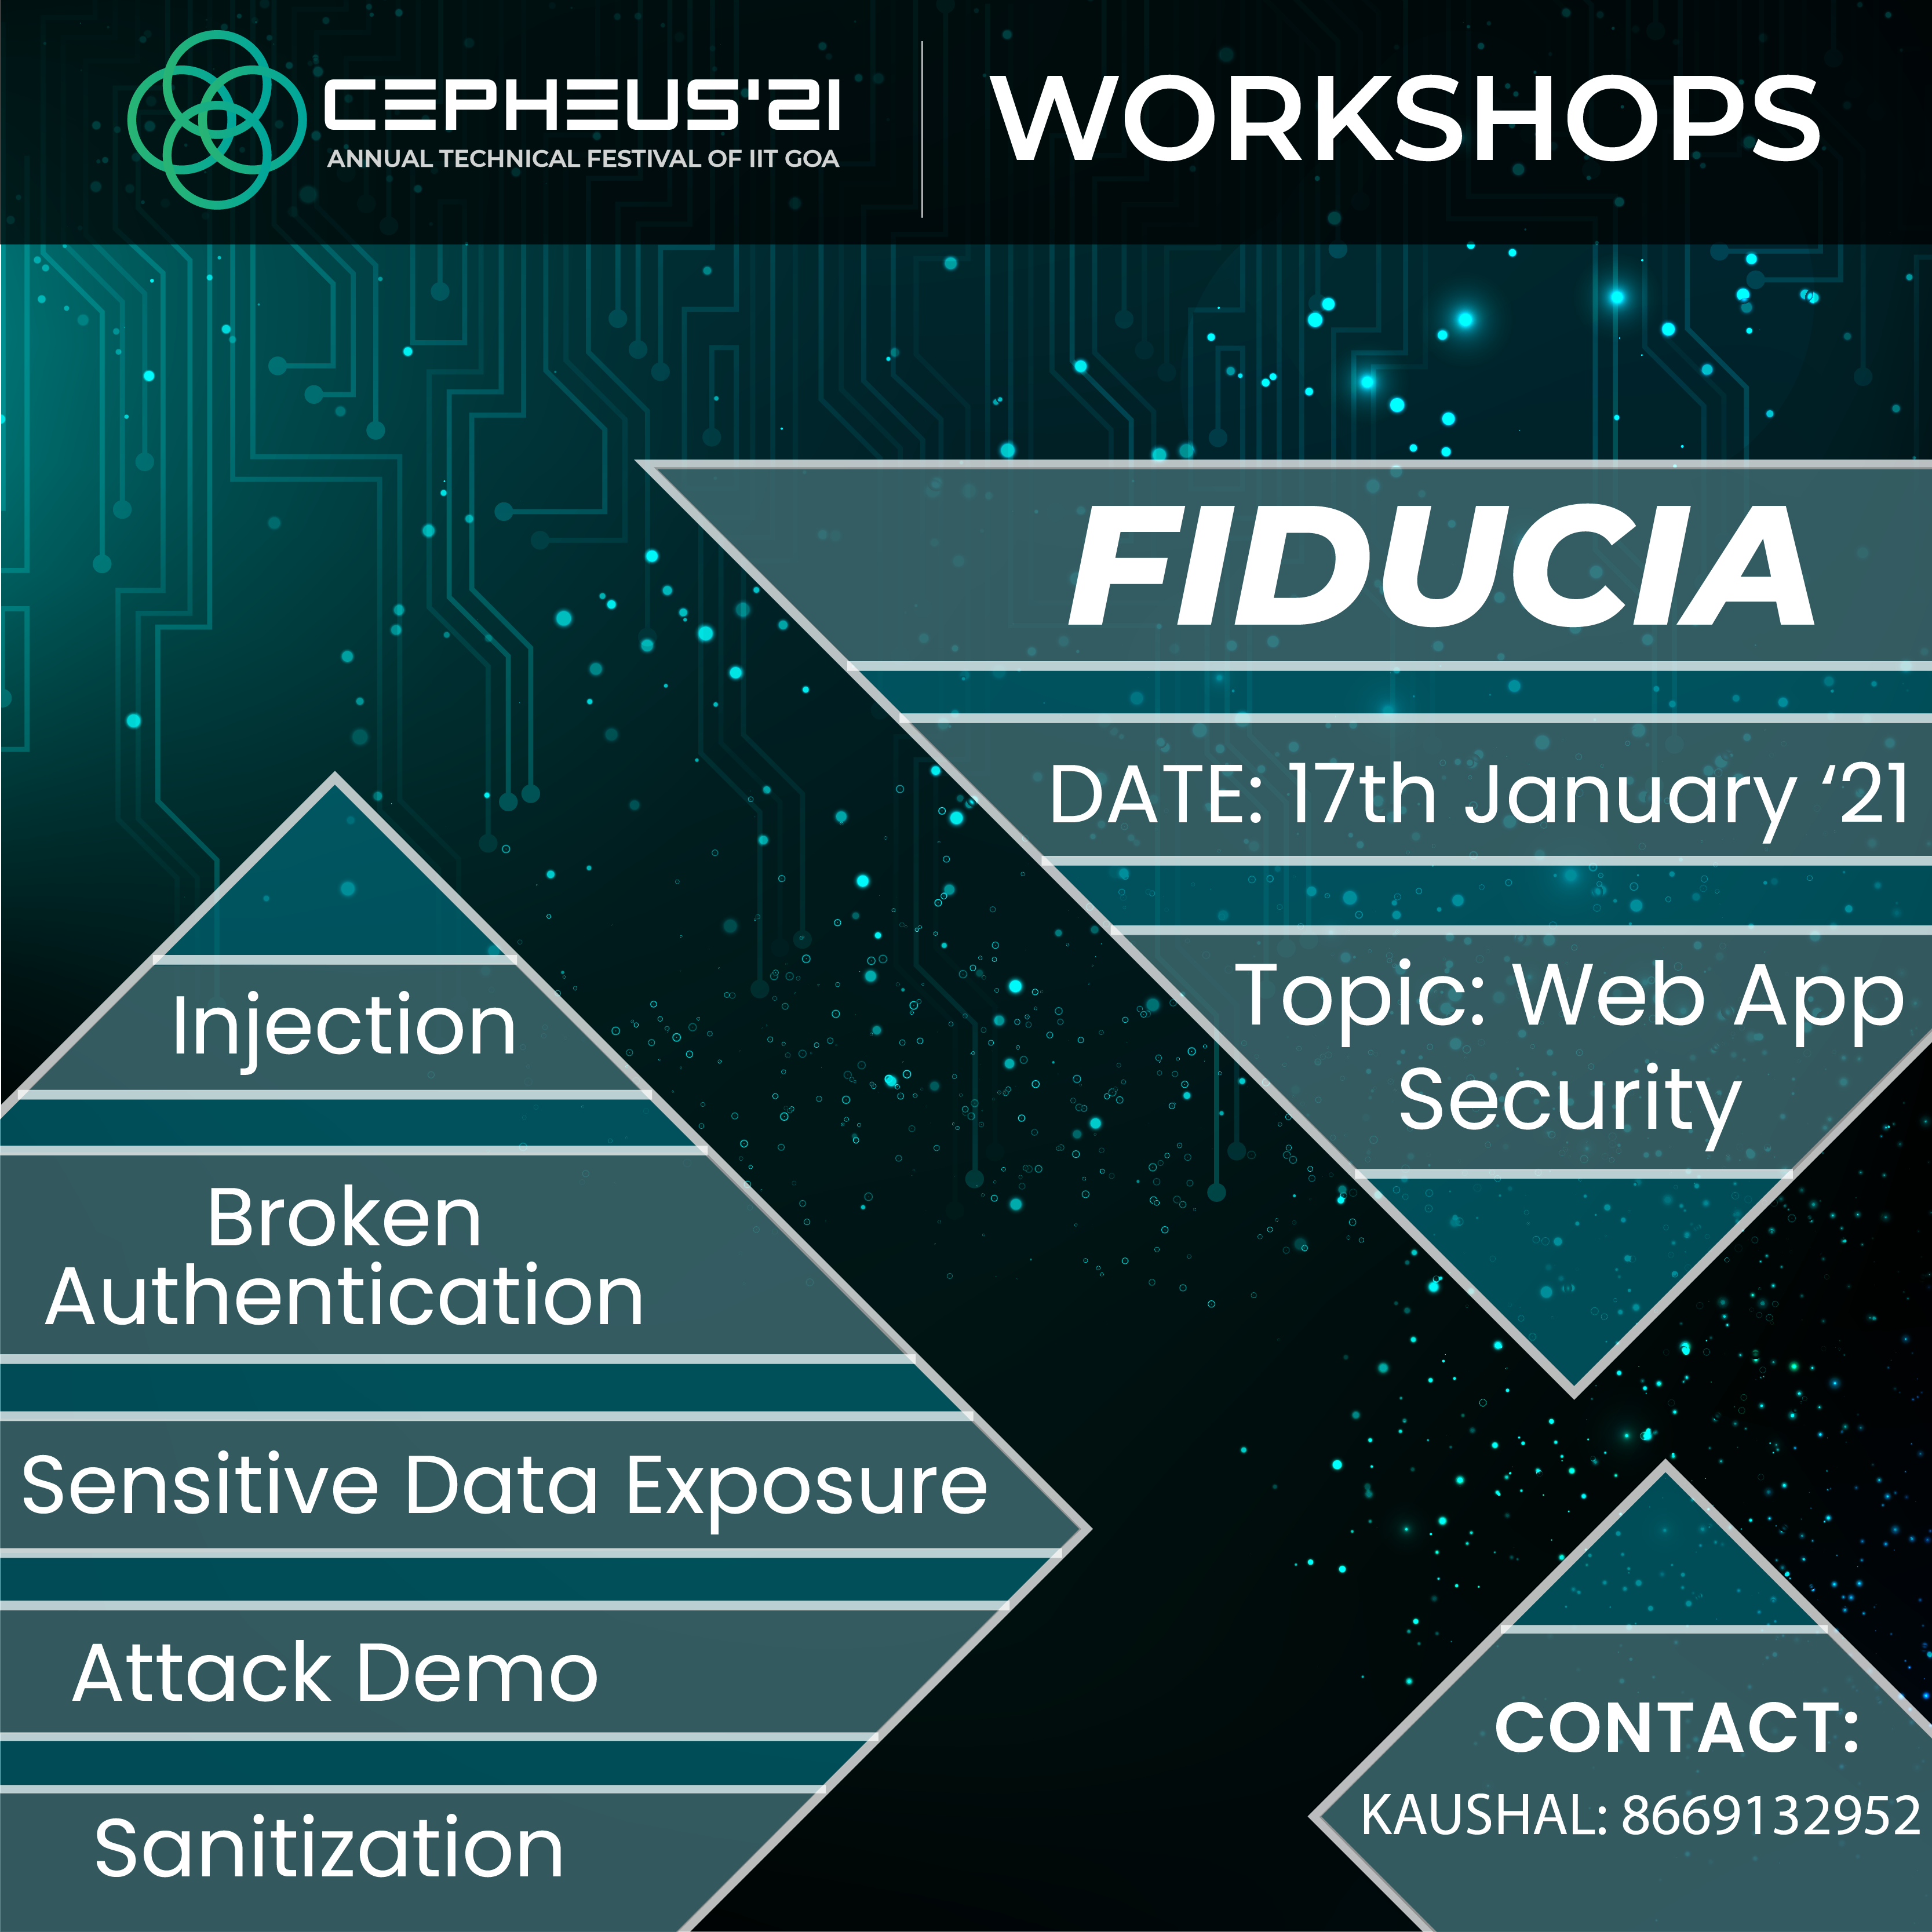 CEPHEUS'21
ANNUAL TECHNICAL FESTIVAL OF IIT GOA
WORKSHOPS
FIDUCIA
DATE: 17th January ‘21
Topic: Web App
Security
Injection
Broken
Authentication
Sensitive Data Exposure
Attack Demo
Sanitization
CONTACT:
KAUSHAL: 8669132952